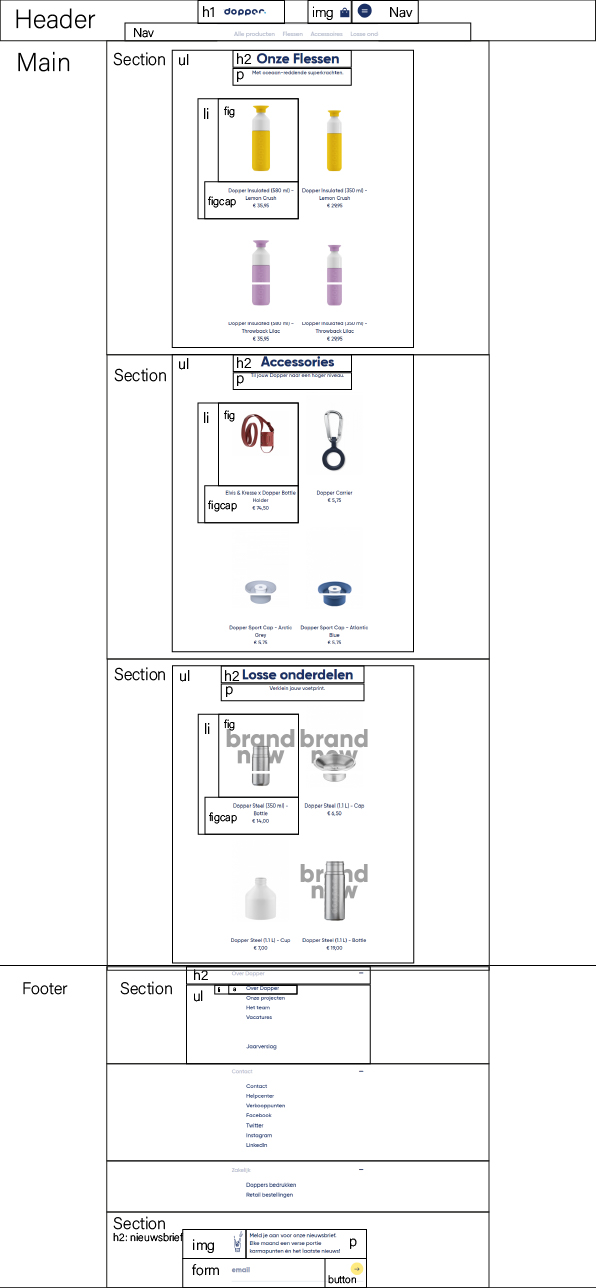 Header
h1 dopper.
img
Nav
Nav
Alle producten Flessen Accessoires Losse ond
Main
Section
ul
h2 Onze Flessen
p Met oceaan-reddende superkrachten.
li
fig
figcap
Dopper Insulated (580 ml) - Lemon Crush
€ 35,95
Dopper Insulated (350 ml) - Lemon Crush
€ 29,95
Dopper Insulated (580 ml) -
Throwback Lilac
€ 35,95
Dopper Insulated (350 ml) -
Throwback Lilac
€ 29,95
Section
ul
h2 Accessories
p Til jouw Dopper naar een hoger niveau.
li
fig
figcap
Elvis & Kresse x Dopper Bottle
Holder
€ 74,50
Dopper Carrier
€ 5,75
Dopper Sport Cap - Arctic
Grey
€ 5,75
Dopper Sport Cap - Atlantic
Blue
€ 5,75
Section
ul
h2 Losse onderdelen
p Verklein jouw voetprint.
li
fig
brand
new
brand
new
figcap
Dopper Steel (350 ml) -
Bottle
€ 14,00
Dopper Steel (1.1 L) - Cap
€ 6,50
brand
new
Dopper Steel (1.1 L) - Cup
€ 7,00
Dopper Steel (1.1 L) - Bottle
€ 19,00
Footer
Section
h2 Over Dopper
ul
li a Over Dopper
Onze projecten
Het team
Vacatures
Jaarverslag
Contact
Contact
Helpcenter
Verkooppunten
Facebook
Twitter
Instagram
LinkedIn
Zakelijk
Doppers bedrukken
Retail bestellingen
Section
h2: nieuwsbrief
img
Meld je aan voor onze nieuwsbrief.
Elke maand een verse portie
karmapunten én het laatste nieuws!
p
form
email
button